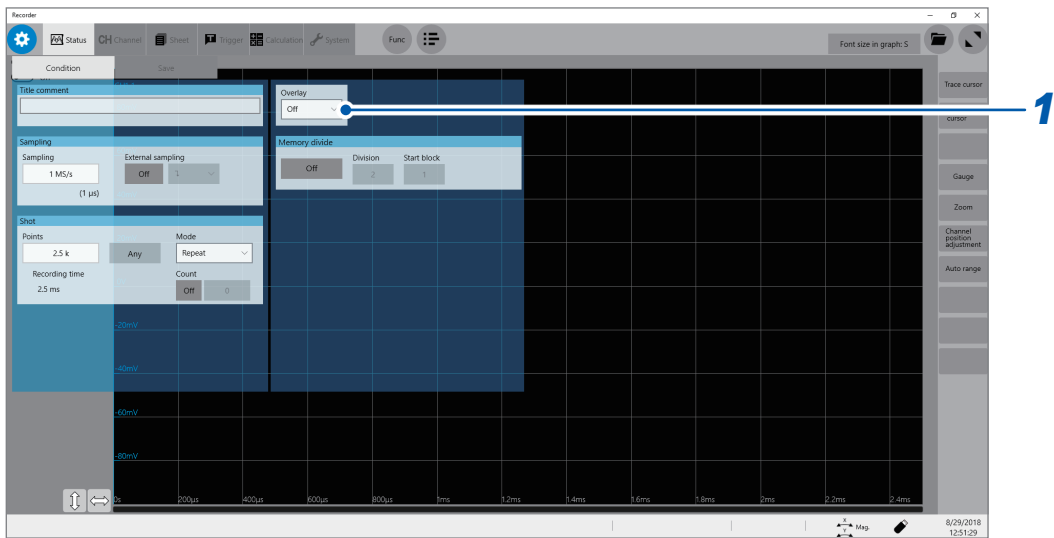 Recorder
Status
CH Channel
Sheet
Trigger
Calculation
System
Func
Font size in graph: S
Condition
Save
Title comment
Overlay
Off
1
Trace cursor
cursor
Sampling
Sampling
External sampling
1 MS/s
Off
1
(1 µs)
Memory divide
Division
Start block
Off
2
1
Gauge
Zoom
Channel
position
adjustment
Auto range
Shot
Points
Mode
2.5 k
Any
Repeat
Recording time
Count
2.5 ms
Off
0
-20mV
-40mV
-60mV
-80mV
0s
200µs
400µs
600µs
800µs
1ms
1.2ms
1.4ms
1.6ms
1.8ms
2ms
2.2ms
2.4ms
X
Y
Mag.
8/29/2018
12:51:29